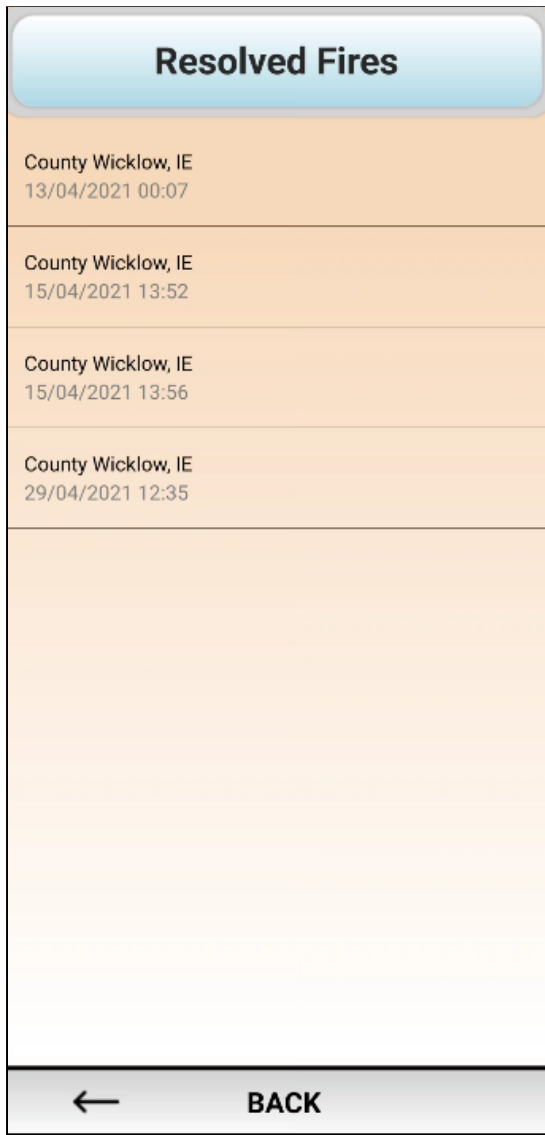 Resolved Fires
County Wicklow, IE
13/04/2021 00:07
County Wicklow, IE
15/04/2021 13:52
County Wicklow, IE
15/04/2021 13:56
County Wicklow, IE
29/04/2021 12:35
← BACK